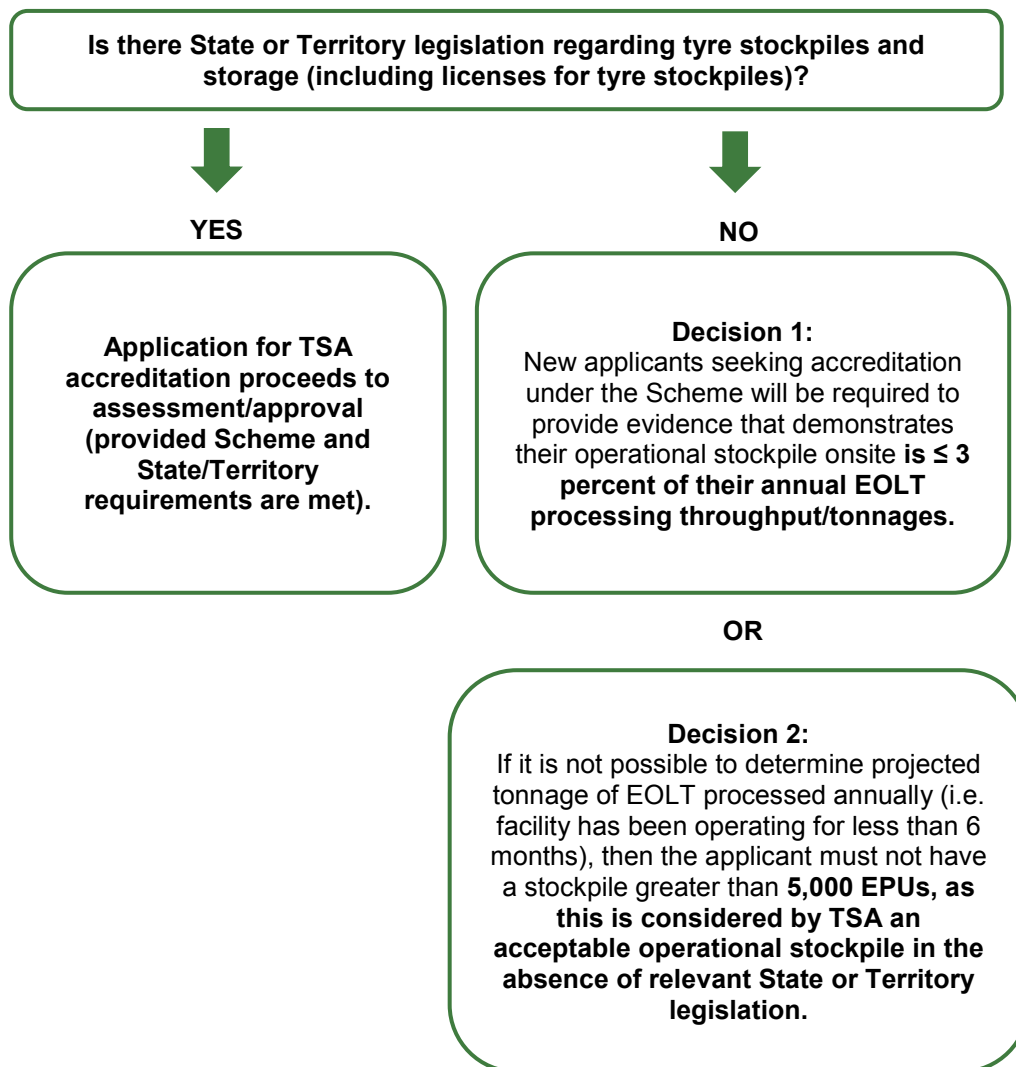 Is there State or Territory legislation regarding tyre stockpiles and
storage (including licenses for tyre stockpiles)?
YES
Application for TSA
accreditation proceeds to
assessment/approval
(provided Scheme and
State/Territory
requirements are met).
NO
Decision 1:
New applicants seeking accreditation
under the Scheme will be required to
provide evidence that demonstrates
their operational stockpile onsite is ≤ 3
percent of their annual EOLT
processing throughput/tonnages.
OR
Decision 2:
If it is not possible to determine projected
tonnage of EOLT processed annually (i.e.
facility has been operating for less than 6
months), then the applicant must not have
a stockpile greater than 5,000 EPUs, as
this is considered by TSA an
acceptable operational stockpile in the
absence of relevant State or Territory
legislation.